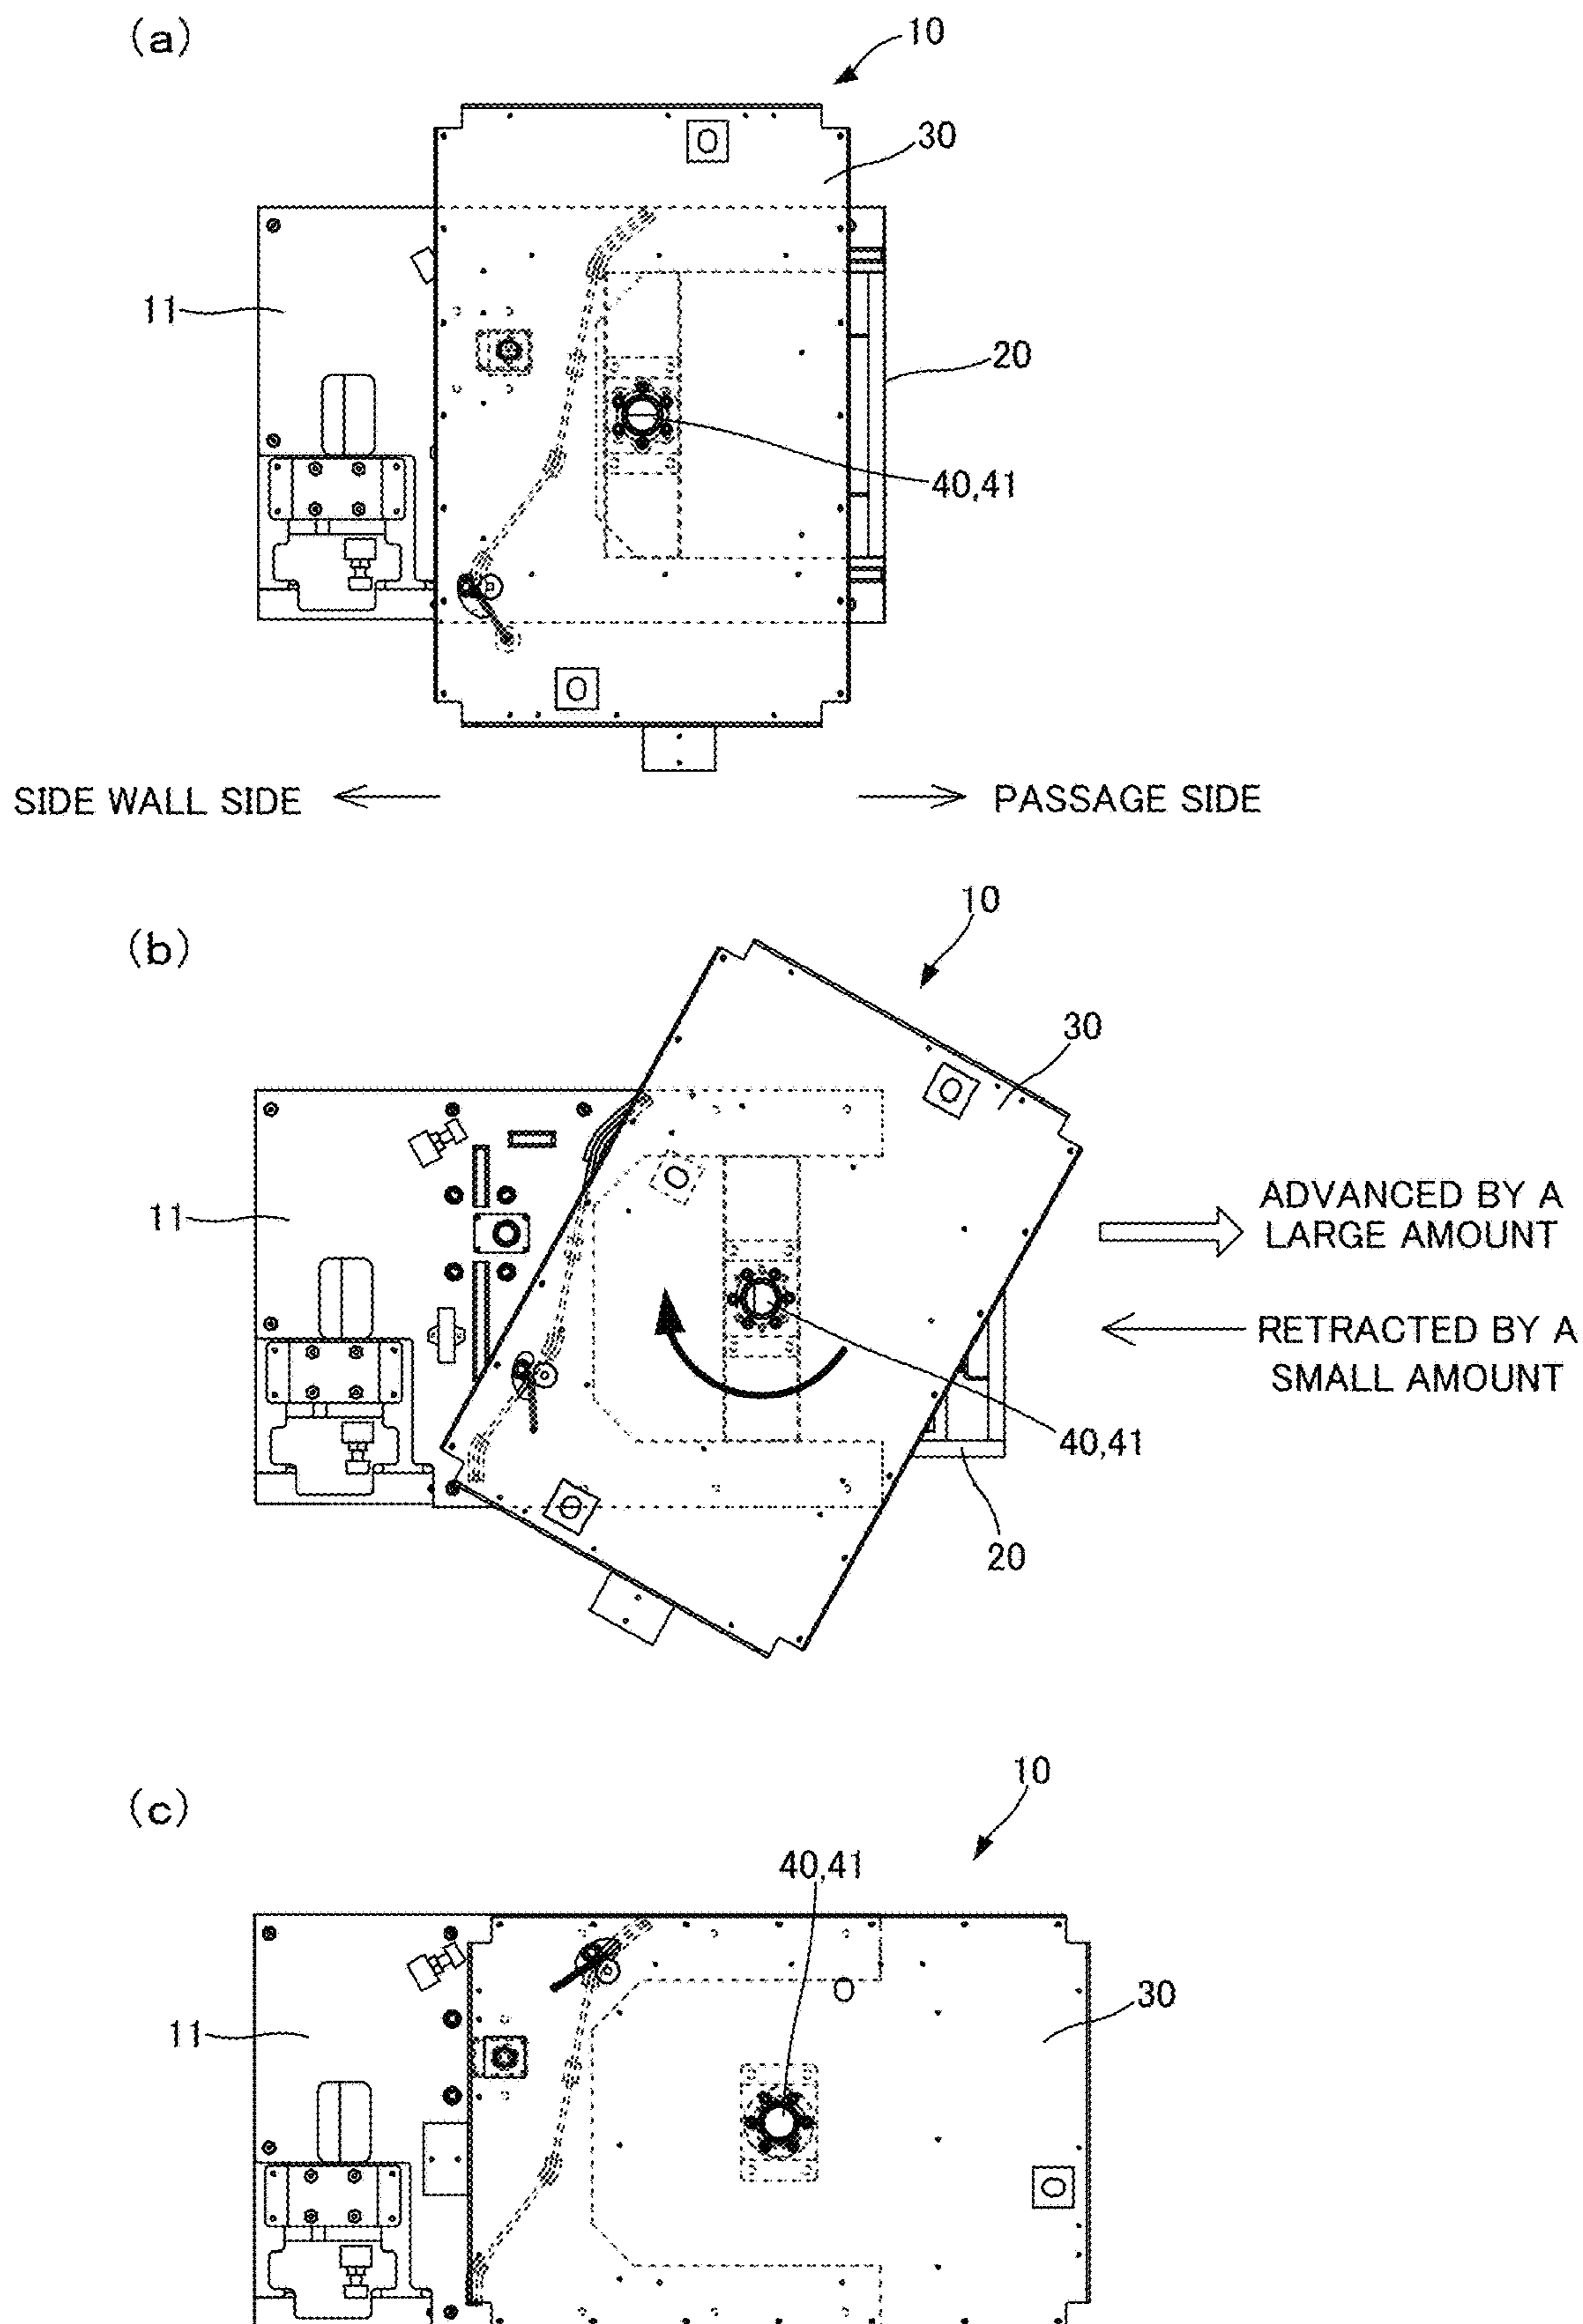 (a)
10
30
11
20
40,41
SIDE WALL SIDE
PASSAGE SIDE
(b)
10
30
11
ADVANCED BY A
LARGE AMOUNT
RETRACTED BY A
SMALL AMOUNT
40,41
20
(c)
10
40,41
30
11